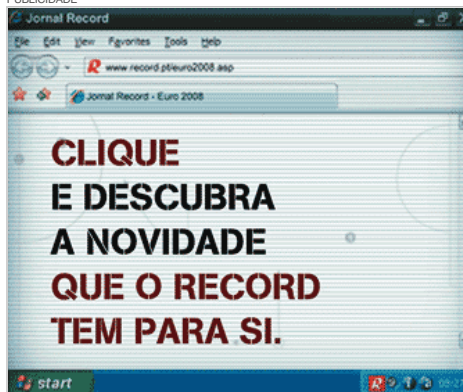 PUBLICIDADE
Jornal Record
File Edit View Favorites Tools Help
www.record.pt/euro2008.asp
Jornal Record - Euro 2008
CLIQUE
E DESCUBRA
A NOVIDADE
QUE O RECORD
TEM PARA SI.
start